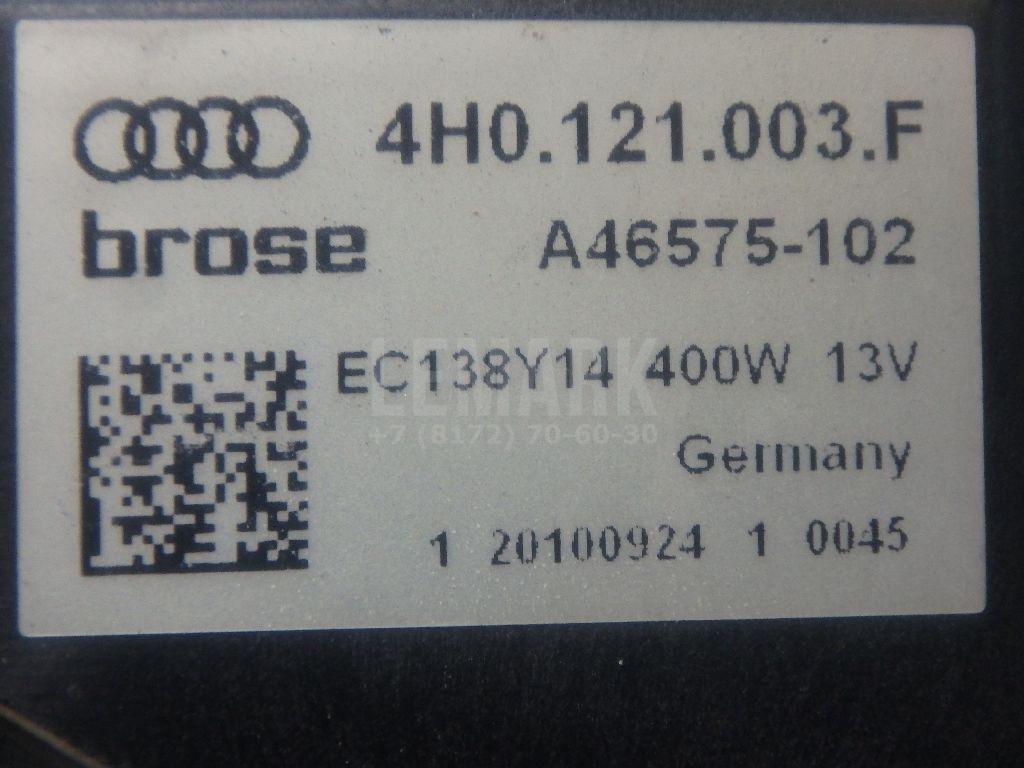 4H0.121.003.F
brose A46575-102
EC138Y14 400W 13V
LEMARK
+7 (8172) 70-60-30
Germany
1 20100924 1 0045